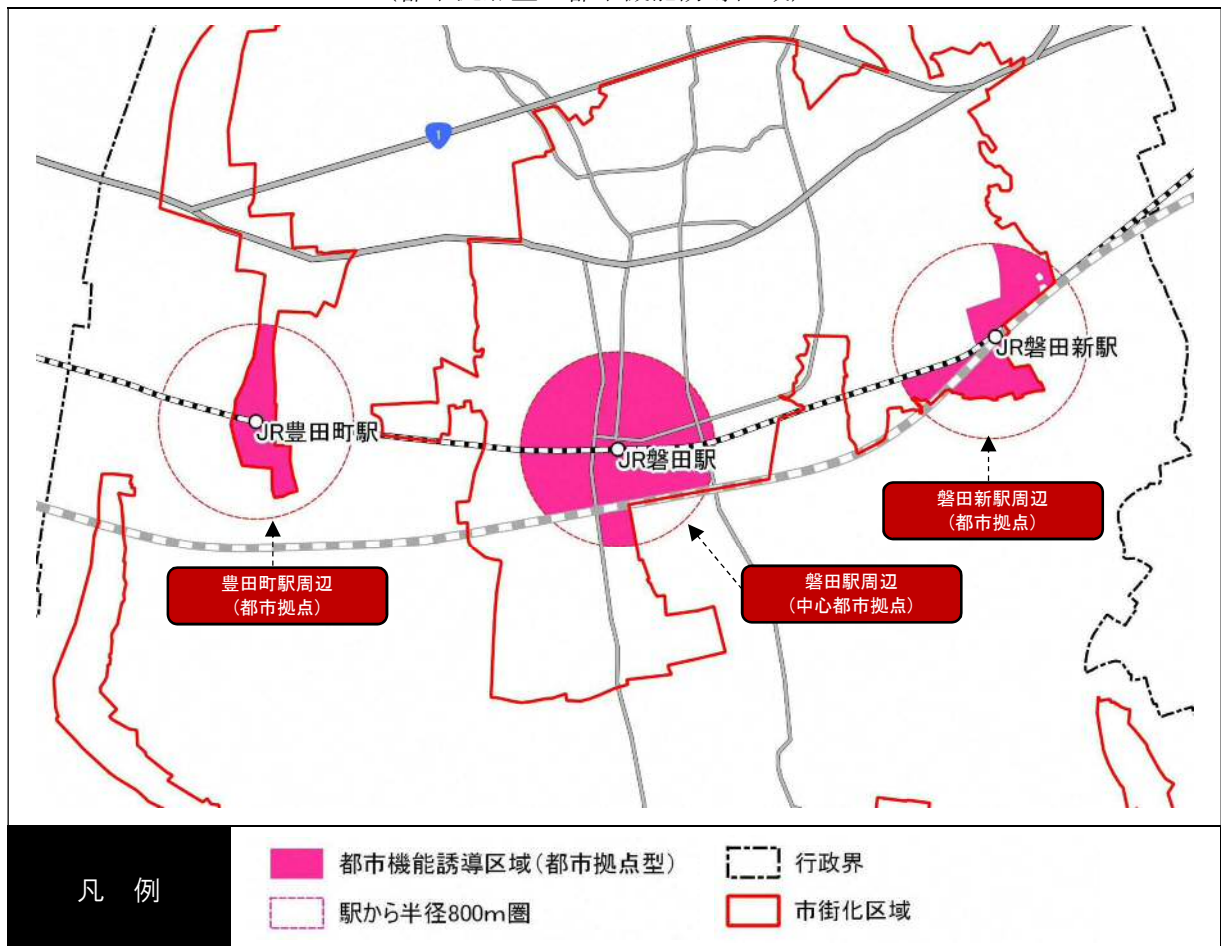 1
JR磐田新駅
JR豊田町駅
JR磐田駅
磐田新駅周辺
（都市拠点）
豊田町駅周辺
（都市拠点）
磐田駅周辺
（中心都市拠点）
凡 例
都市機能誘導区域（都市拠点型）
行政界
駅から半径800m圏
市街化区域